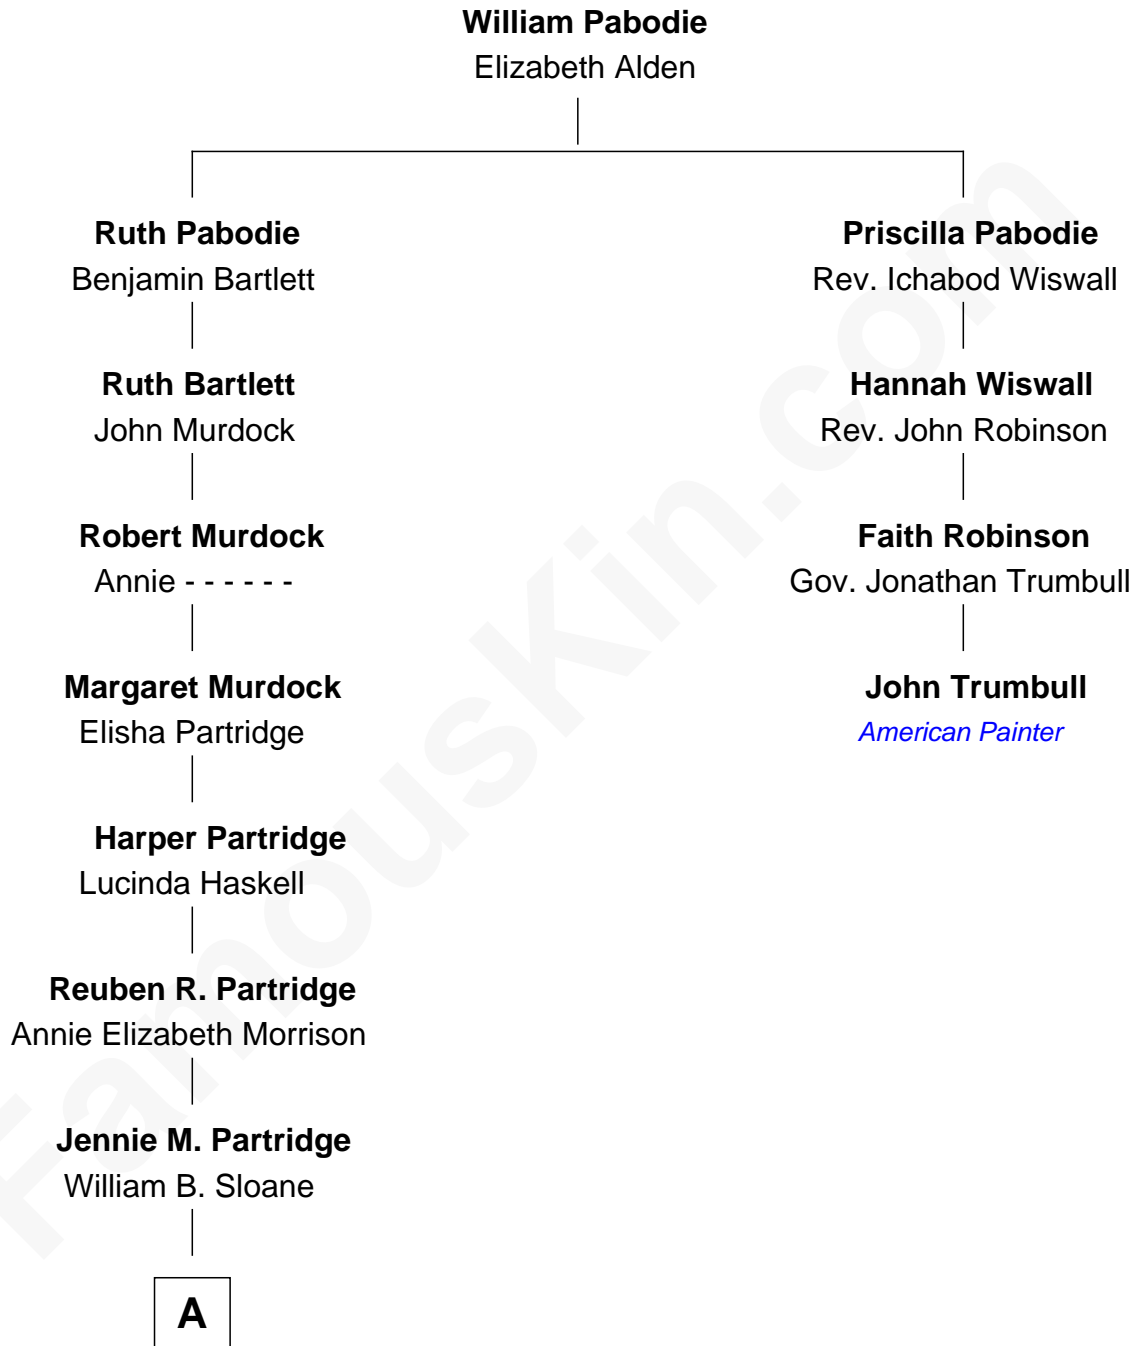 William Pabodie
Elizabeth Alden
Ruth Pabodie
Benjamin Bartlett
Priscilla Pabodie
Rev. Ichabod Wiswall
Ruth Bartlett
John Murdock
Hannah Wiswall
Rev. John Robinson
Robert Murdock
Annie - - - - - -
Faith Robinson
Gov. Jonathan Trumbull
Margaret Murdock
Elisha Partridge
John Trumbull
American Painter
Harper Partridge
Lucinda Haskell
Reuben R. Partridge
Annie Elizabeth Morrison
Jennie M. Partridge
William B. Sloane
A
FamousKin.com